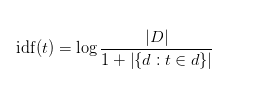 idf(t) = log |D| / (1 + |{d : t ∈ d}|)